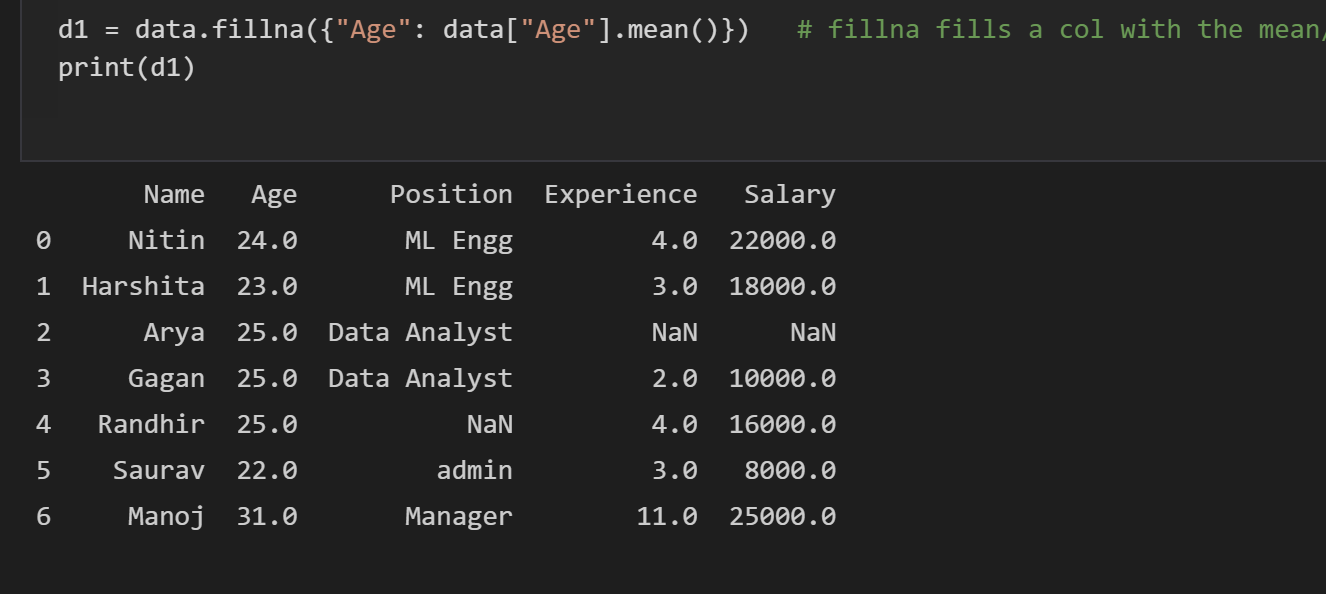 d1 = data.fillna({"Age": data["Age"].mean()})   # fillna fills a col with the mean/
print(d1)
       Name   Age      Position  Experience   Salary
0     Nitin  24.0       ML Engg         4.0  22000.0
1  Harshita  23.0       ML Engg         3.0  18000.0
2      Arya  25.0  Data Analyst         NaN      NaN
3     Gagan  25.0  Data Analyst         2.0  10000.0
4   Randhir  25.0           NaN         4.0  16000.0
5    Saurav  22.0         admin         3.0   8000.0
6     Manoj  31.0       Manager        11.0  25000.0